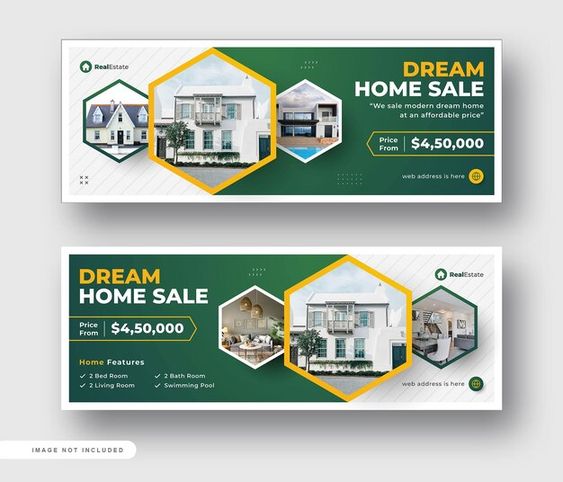 RealEstate
DREAM
HOME SALE
"We sale modern dream home
at an affordable price"
Price
From
$4,50,000
web address is here
DREAM
HOME SALE
Price
From
$4,50,000
Home Features
✓ 2 Bed Room ✓ 2 Bath Room
✓ 2 Living Room ✓ Swimming Pool
RealEstate
web address is here
IMAGE NOT INCLUDED